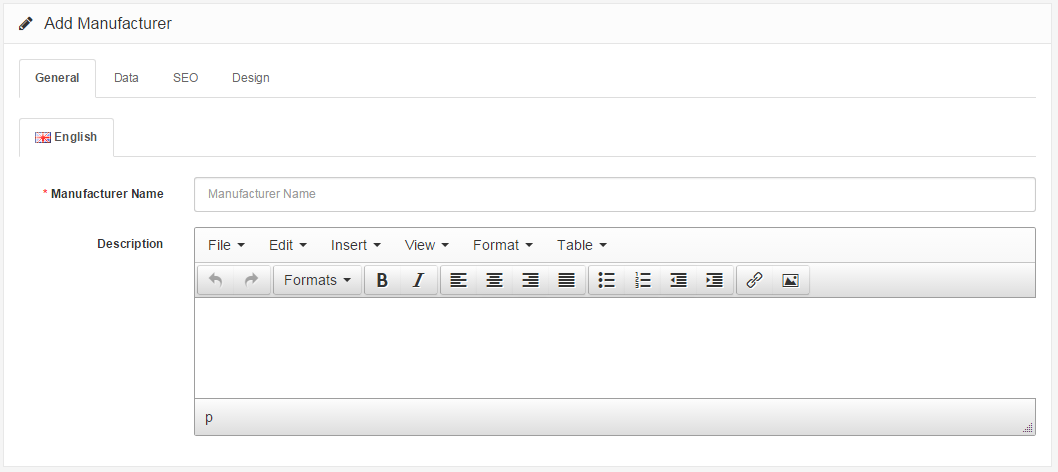 Add Manufacturer
General Data SEO Design
English
* Manufacturer Name Manufacturer Name
Description File Edit Insert View Format Table
Formats B I
p